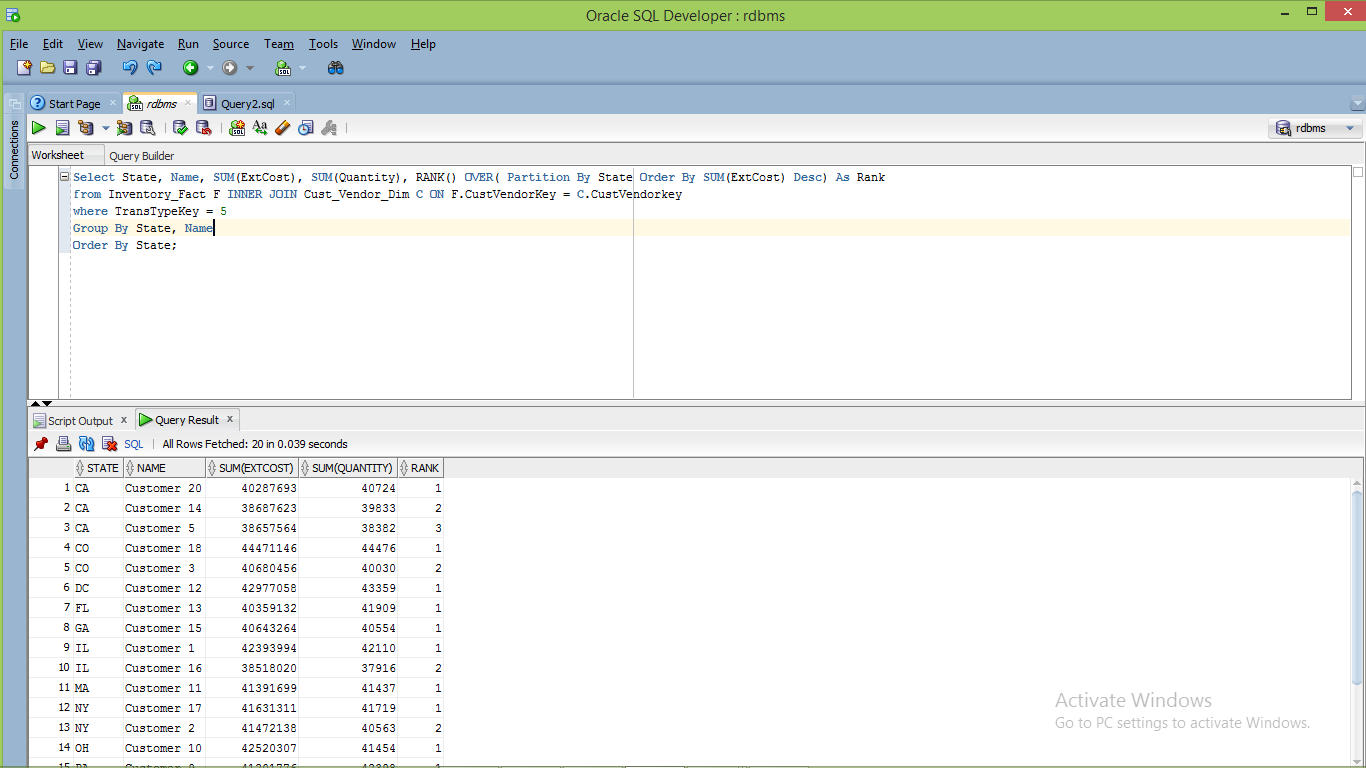 Oracle SQL Developer : rdbms
File Edit View Navigate Run Source Team Tools Window Help
Start Page rdbms Query2.sql
Connections
rdbms
Worksheet Query Builder
Select State, Name, SUM(ExtCost), SUM(Quantity), RANK() OVER( Partition By State Order By SUM(ExtCost) Desc) As Rank
from Inventory_Fact F INNER JOIN Cust_Vendor_Dim C ON F.CustVendorKey = C.CustVendorkey
where TransTypeKey = 5
Group By State, Name
Order By State;
Script Output x Query Result x
SQL All Rows Fetched: 20 in 0.039 seconds
STATE NAME SUM(EXTCOST) SUM(QUANTITY) RANK
1 CA Customer 20 40287693 40724 1
2 CA Customer 14 38687623 39833 2
3 CA Customer 5 38657564 38382 3
4 CO Customer 18 44471146 44476 1
5 CO Customer 3 40680456 40030 2
6 DC Customer 12 42977058 43359 1
7 FL Customer 13 40359132 41909 1
8 GA Customer 15 40643264 40554 1
9 IL Customer 1 42393994 42110 1
10 IL Customer 16 38518020 37916 2
11 MA Customer 11 41391699 41437 1
12 NY Customer 17 41631311 41719 1
13 NY Customer 2 41472138 40563 2
14 OH Customer 10 42520307 41454 1
Activate Windows
Go to PC settings to activate Windows.